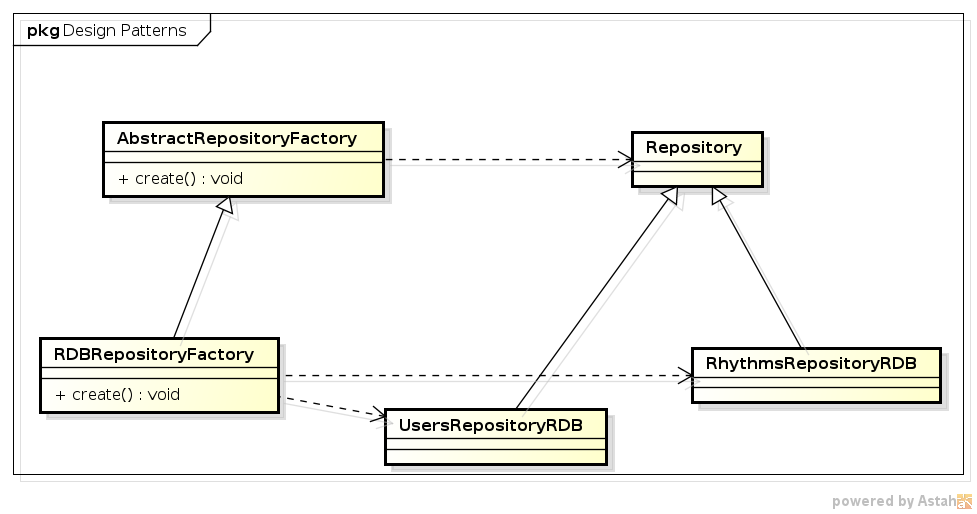 pkg Design Patterns
AbstractRepositoryFactory
+ create() : void
Repository
RDBRepositoryFactory
+ create() : void
RhythmsRepositoryRDB
UsersRepositoryRDB
powered by Astah